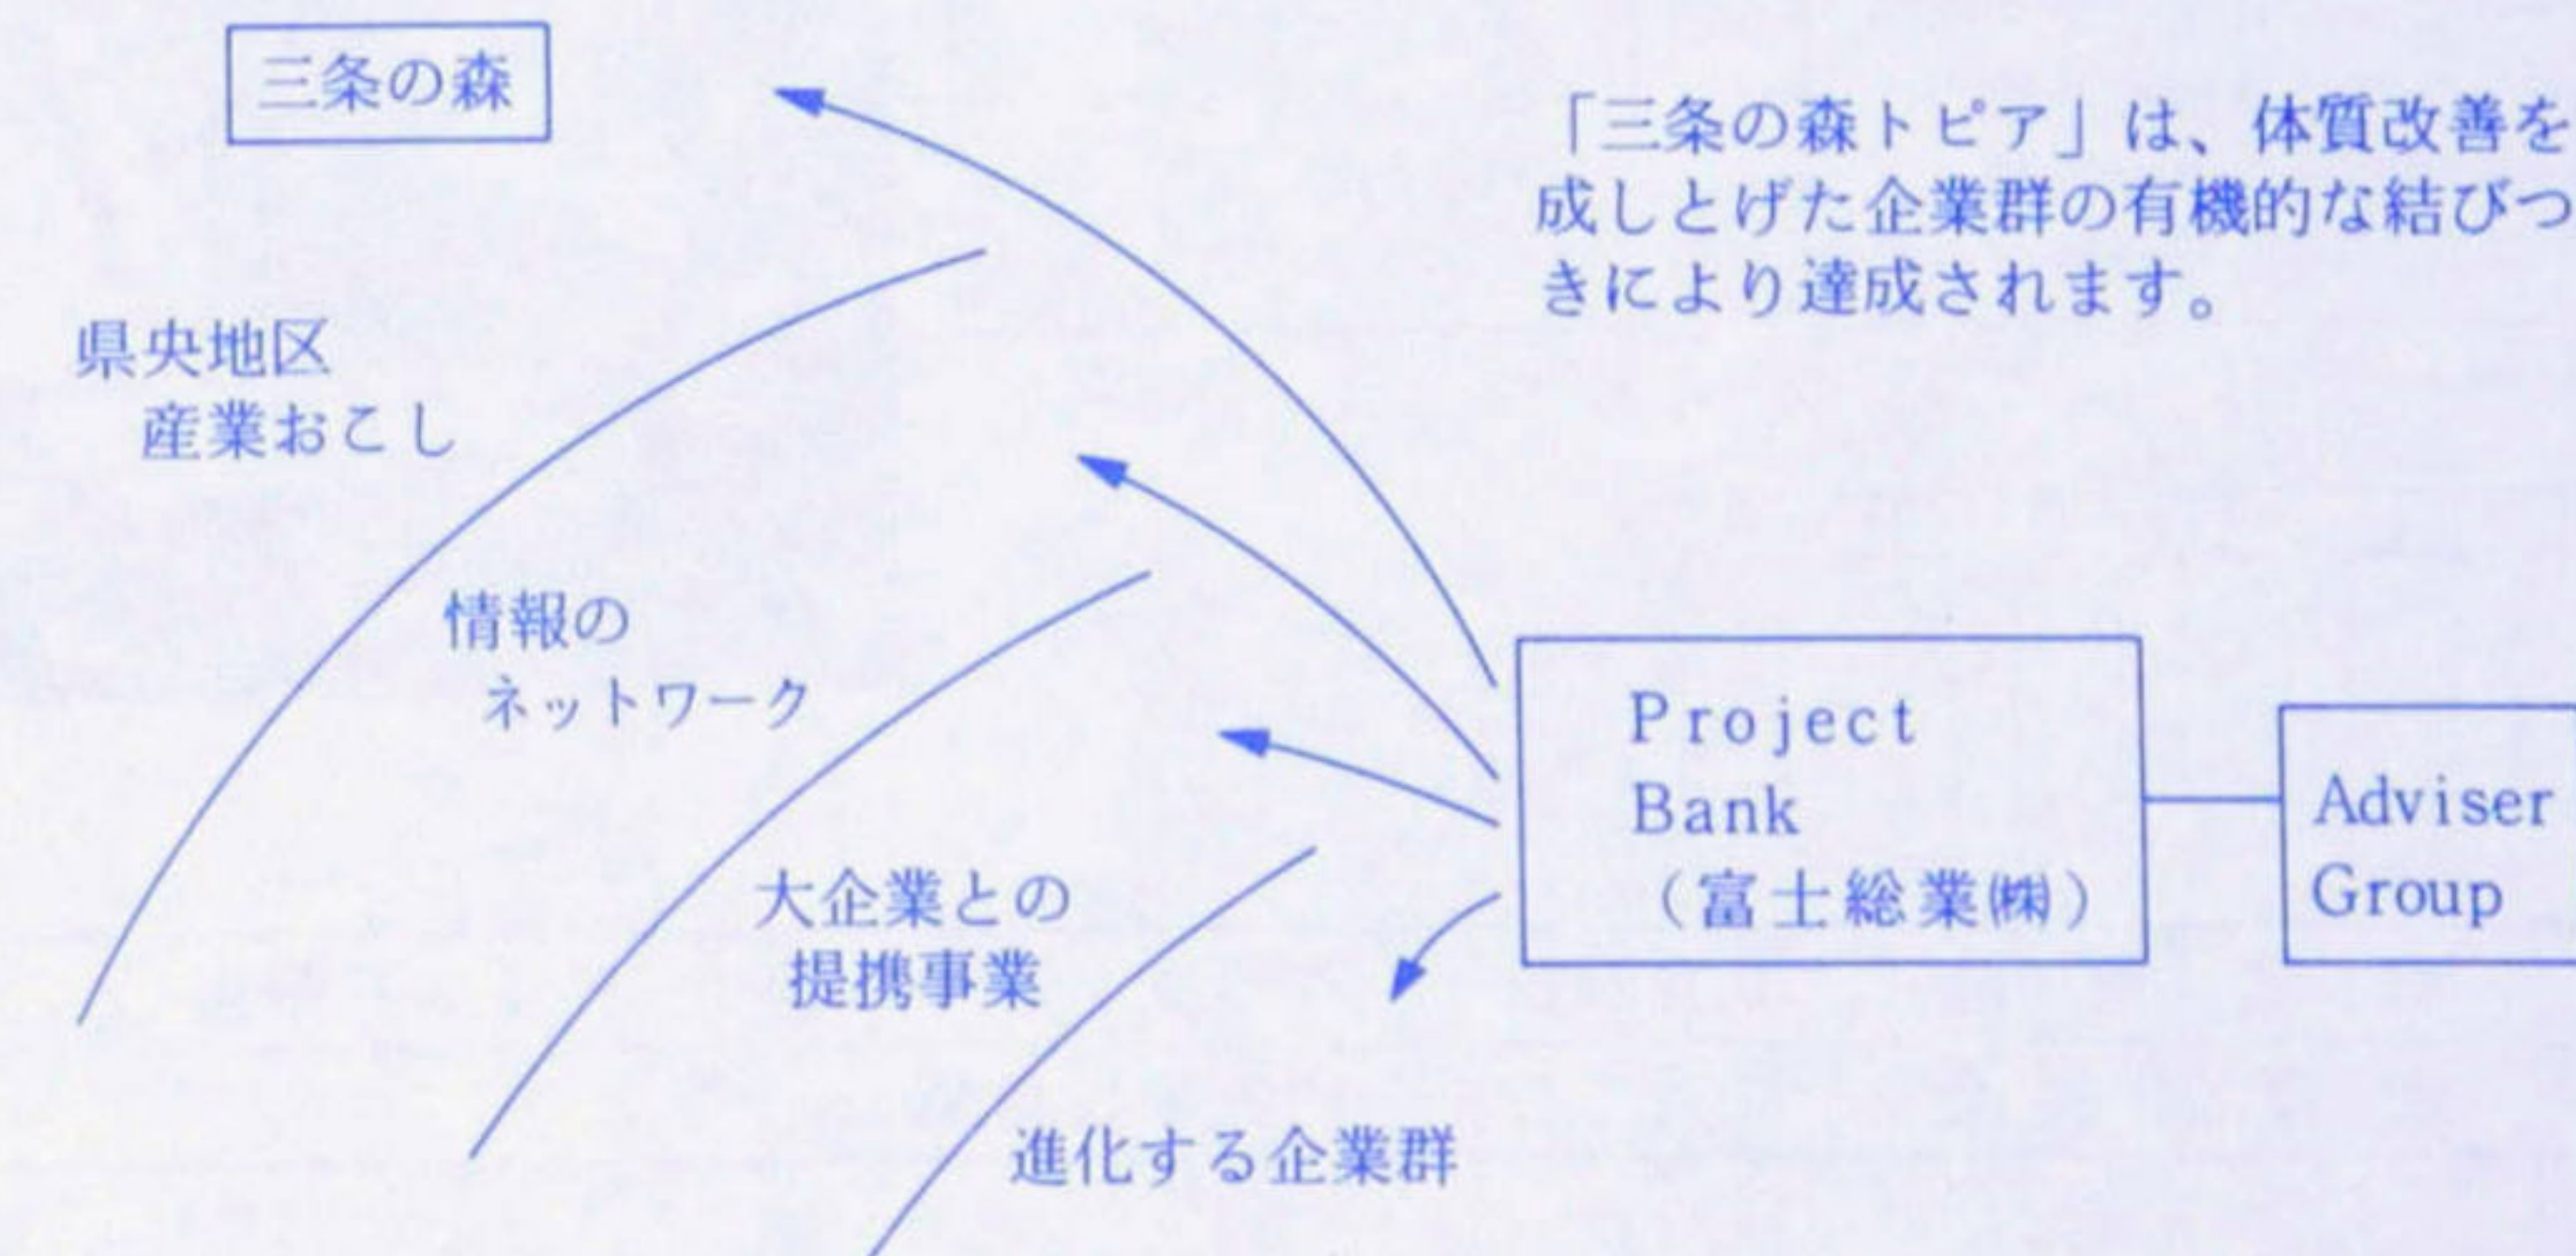 三条の森
「三条の森トピア」は、体質改善を
成しとげた企業群の有機的な結びつ
きにより達成されます。
県央地区
産業おこし
情報の
ネットワーク
大企業との
提携事業
進化する企業群
Project
Bank
（富士総業㈱）
Adviser
Group